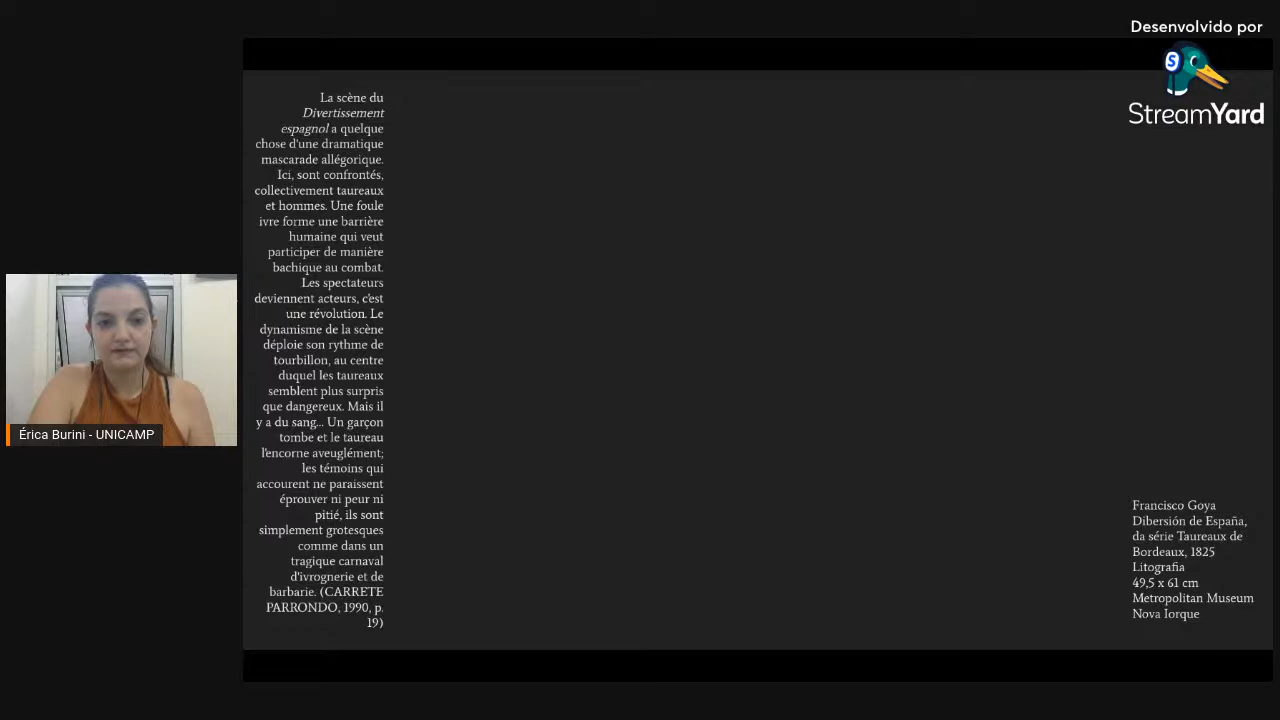 Desenvolvido por
StreamYard
La scène du
Divertissement
espagnol a quelque
chose d'une dramatique
mascarade allégorique.
Ici, sont confrontés,
collectivement taureaux
et hommes. Une foule
ivre forme une barrière
humaine qui veut
participer de manière
bachique au combat.
Les spectateurs
deviennent acteurs, c'est
une révolution. Le
dynamisme de la scène
déploie son rythme de
tourbillon, au centre
duquel les taureaux
semblent plus surpris
que dangereux. Mais il
y a du sang... Un garçon
tombe et le taureau
l'encorne aveuglément;
les témoins qui
accourent ne paraissent
éprouver ni peur ni
pitié, ils sont
simplement grotesques
comme dans un
tragique carnaval
d'ivrognerie et de
barbarie. (CARRETE
PARRONDO, 1990, p.
19)
Érica Burini - UNICAMP
Francisco Goya
Dibersión de España,
da série Taureaux de
Bordeaux, 1825
Litografia
49,5 x 61 cm
Metropolitan Museum
Nova Iorque